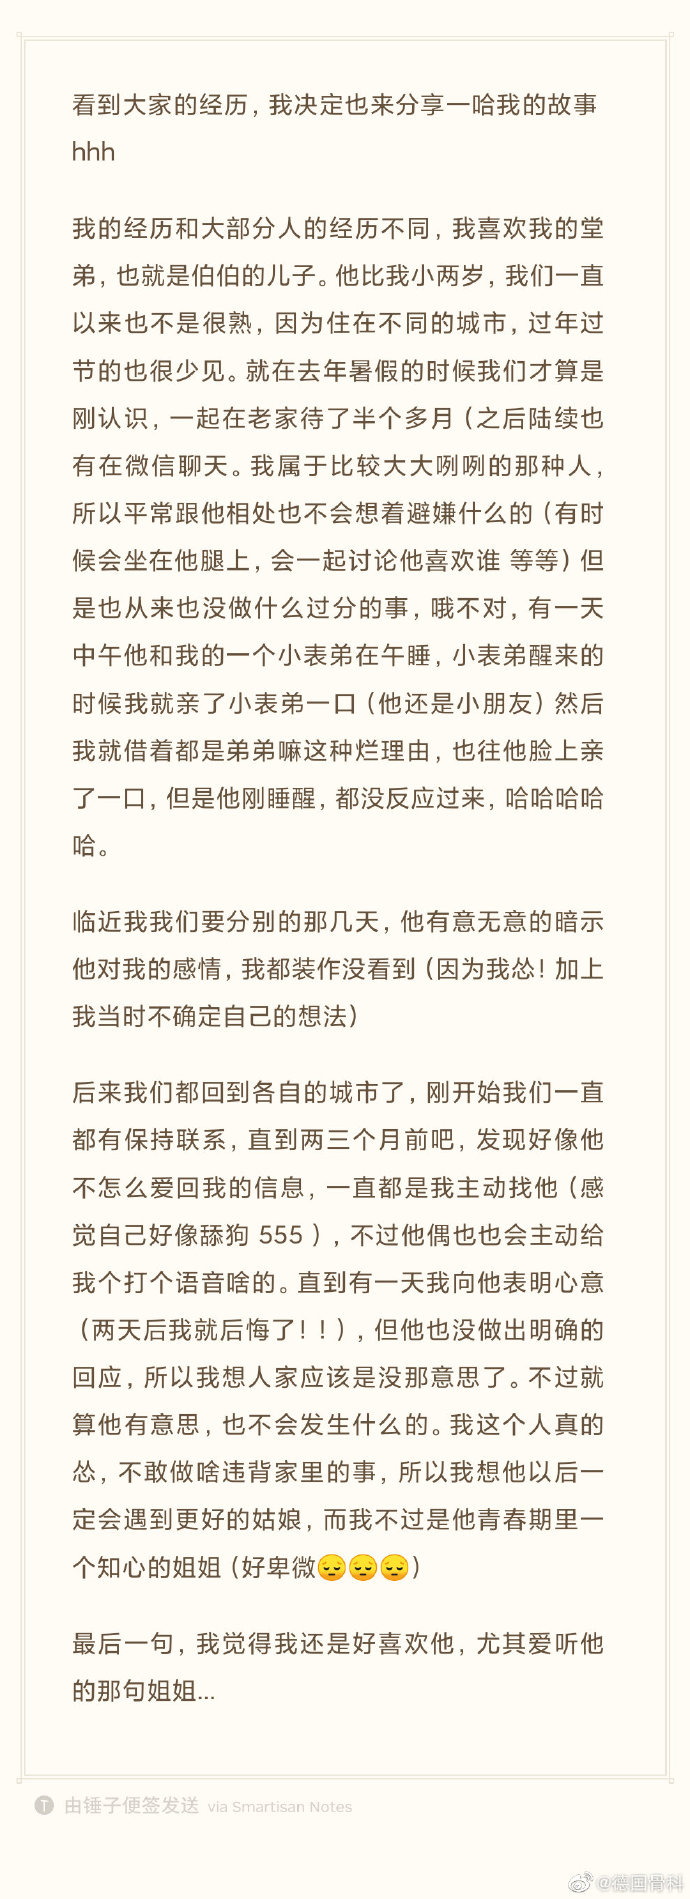 看到大家的经历，我决定也来分享一哈我的故事
hhh
我的经历和大部分人的经历不同，我喜欢我的堂
弟，也就是伯伯的儿子。他比我小两岁，我们一直
以来也不是很熟，因为住在不同的城市，过年过
节的也很少见。就在去年暑假的时候我们才算是
刚认识，一起在老家待了半个多月（之后陆续也
有在微信聊天。我属于比较大大咧咧的那种人，
所以平常跟他相处也不会想着避嫌什么的（有时
候会坐在他腿上，会一起讨论他喜欢谁 等等）但
是也从来也没做什么过分的事，哦不对，有一天
中午他和我的一个小表弟在午睡，小表弟醒来的
时候我就亲了小表弟一口（他还是小朋友）然后
我就借着都是弟弟嘛这种烂理由，也往他脸上亲
了一口，但是他刚睡醒，都没反应过来，哈哈哈哈
哈。
临近我我们要分别的那几天，他有意无意的暗示
他对我的感情，我都装作没看到（因为我怂！加上
我当时不确定自己的想法）
后来我们都回到各自的城市了，刚开始我们一直
都有保持联系，直到两三个月前吧，发现好像他
不怎么爱回我的信息，一直都是我主动找他（感
觉自己好像舔狗 555 ），不过他偶也也会主动给
我个打个语音啥的。直到有一天我向他表明心意
（两天后我就后悔了！！），但他也没做出明确的
回应，所以我想人家应该是没那意思了。不过就
算他有意思，也不会发生什么的。我这个人真的
怂，不敢做啥违背家里的事，所以我想他以后一
定会遇到更好的姑娘，而我不过是他青春期里一
个知心的姐姐（好卑微😔😔😔）
最后一句，我觉得我还是好喜欢他，尤其爱听他
的那句姐姐...
T 由锤子便签发送 via Smartisan Notes
@德国骨科